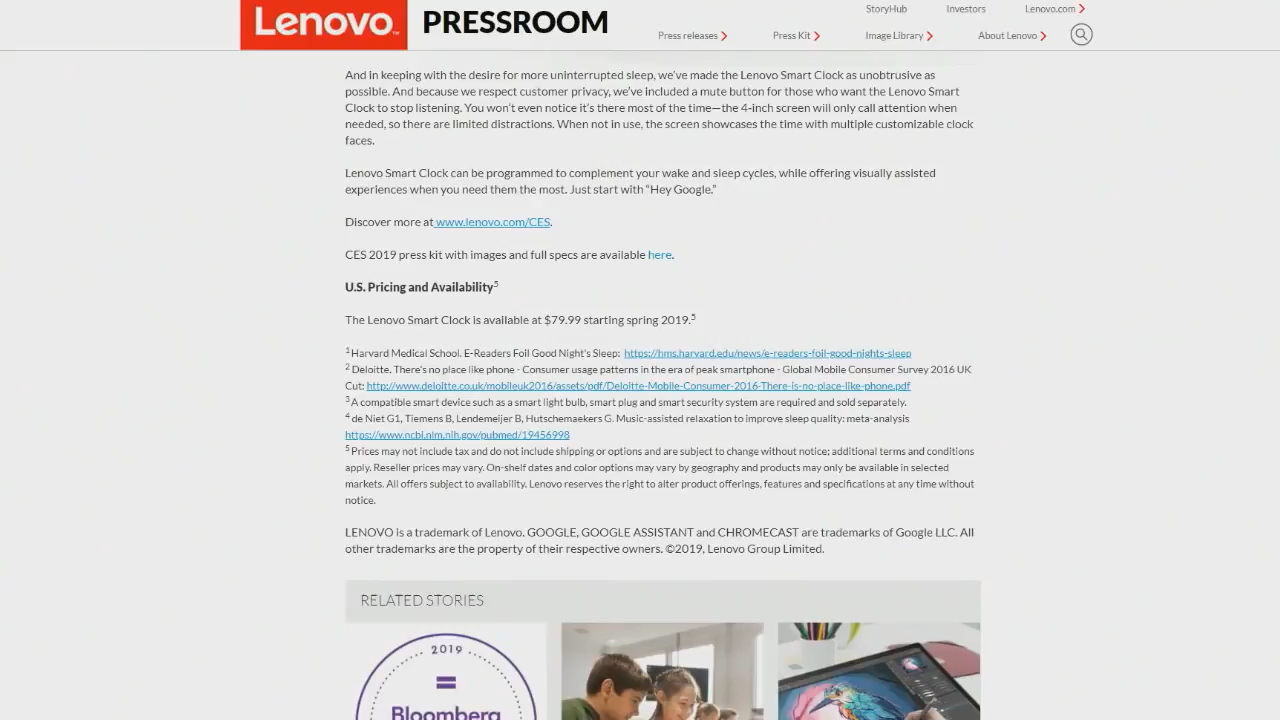 Lenovo™ PRESSROOM
StoryHub Investors Lenovo.com
Press releases Press Kit Image Library About Lenovo
And in keeping with the desire for more uninterrupted sleep, we've made the Lenovo Smart Clock as unobtrusive as
possible. And because we respect customer privacy, we've included a mute button for those who want the Lenovo Smart
Clock to stop listening. You won't even notice it's there most of the time—the 4-inch screen will only call attention when
needed, so there are limited distractions. When not in use, the screen showcases the time with multiple customizable clock
faces.
Lenovo Smart Clock can be programmed to complement your wake and sleep cycles, while offering visually assisted
experiences when you need them the most. Just start with “Hey Google.”
Discover more at www.lenovo.com/CES.
CES 2019 press kit with images and full specs are available here.
U.S. Pricing and Availability5
The Lenovo Smart Clock is available at $79.99 starting spring 2019.5
1 Harvard Medical School. E-Readers Foil Good Night's Sleep: https://hms.harvard.edu/news/e-readers-foil-good-nights-sleep
2 Deloitte. There's no place like phone - Consumer usage patterns in the era of peak smartphone - Global Mobile Consumer Survey 2016 UK
Cut: http://www.deloitte.co.uk/mobileuk2016/assets/pdf/Deloitte-Mobile-Consumer-2016-There-is-no-place-like-phone.pdf
3 A compatible smart device such as a smart light bulb, smart plug and smart security system are required and sold separately.
4 de Niet G1, Tiemens B, Lendemeijer B, Hutschemaekers G. Music-assisted relaxation to improve sleep quality: meta-analysis
https://www.ncbi.nlm.nih.gov/pubmed/19456998
5 Prices may not include tax and do not include shipping or options and are subject to change without notice; additional terms and conditions
apply. Reseller prices may vary. On-shelf dates and color options may vary by geography and products may only be available in selected
markets. All offers subject to availability. Lenovo reserves the right to alter product offerings, features and specifications at any time without
notice.
LENOVO is a trademark of Lenovo. GOOGLE, GOOGLE ASSISTANT and CHROMECAST are trademarks of Google LLC. All
other trademarks are the property of their respective owners. ©2019, Lenovo Group Limited.
RELATED STORIES
2019
Bloomberg